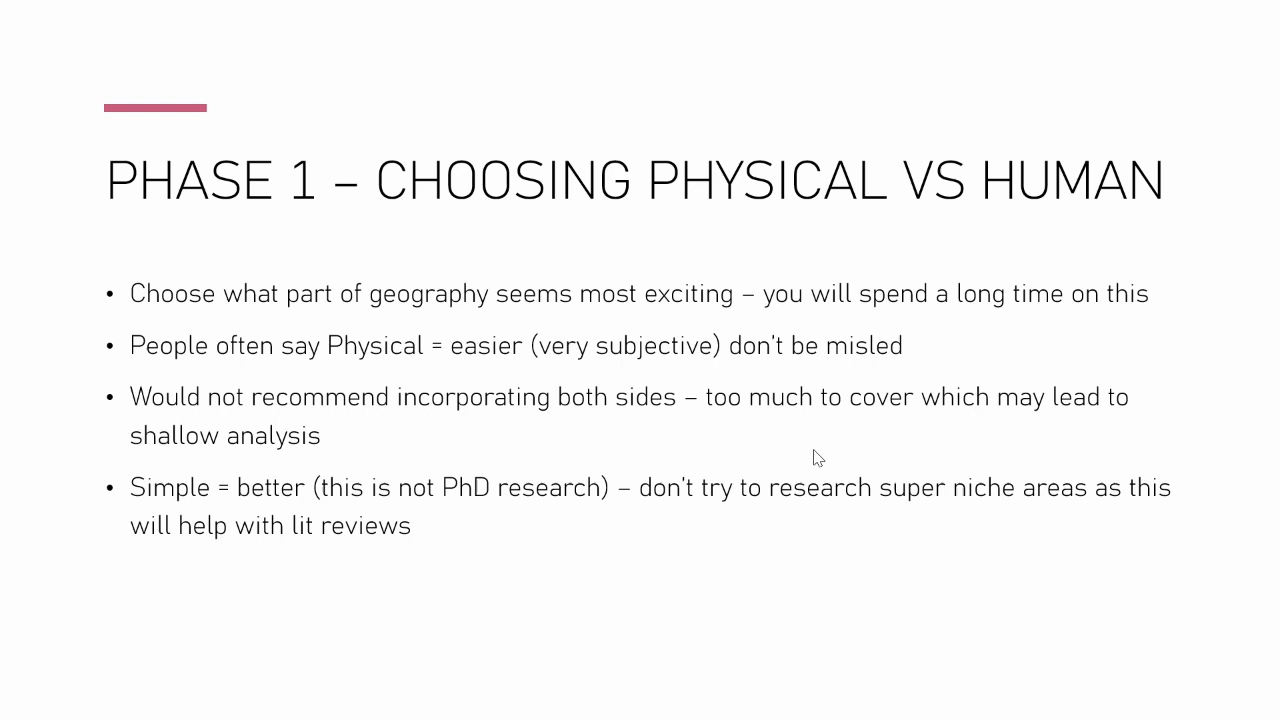 PHASE 1 – CHOOSING PHYSICAL VS HUMAN
• Choose what part of geography seems most exciting – you will spend a long time on this
• People often say Physical = easier (very subjective) don't be misled
• Would not recommend incorporating both sides – too much to cover which may lead to
shallow analysis
• Simple = better (this is not PhD research) – don't try to research super niche areas as this
will help with lit reviews